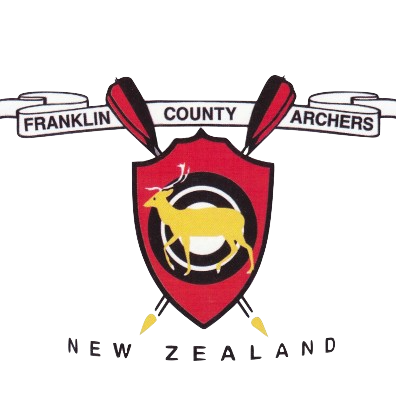 FRANKLIN COUNTY ARCHERS
NEW ZEALAND